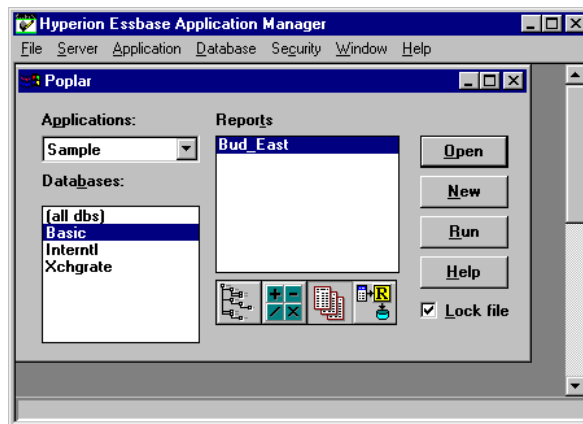 Hyperion Essbase Application Manager
File Server Application Database Security Window Help
Poplar
Applications:
Sample
Databases:
(all dbs)
Basic
Interntl
Xchgrate
Reports
Bud_East
R
Open
New
Run
Help
Lock file